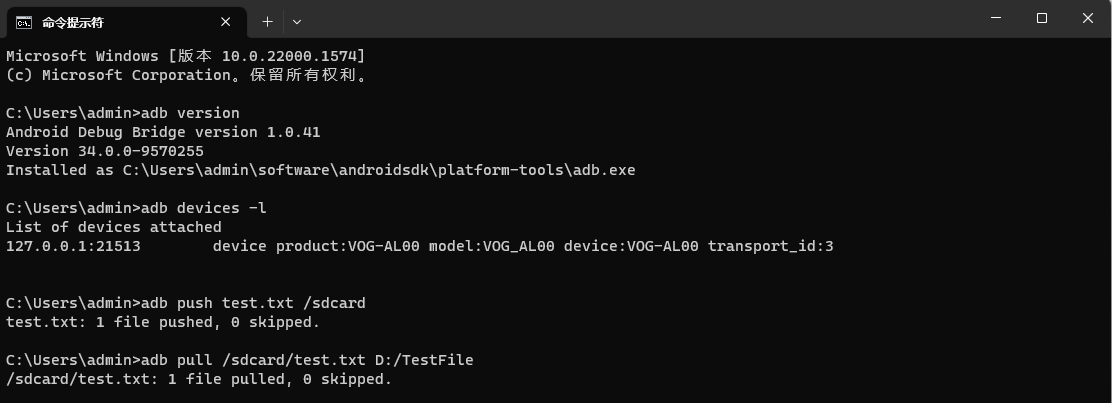 命令提示符
Microsoft Windows [版本 10.0.22000.1574]
(c) Microsoft Corporation。保留所有权利。
C:\Users\admin>adb version
Android Debug Bridge version 1.0.41
Version 34.0.0-9570255
Installed as C:\Users\admin\software\androidsdk\platform-tools\adb.exe
C:\Users\admin>adb devices -l
List of devices attached
127.0.0.1:21513        device product:VOG-AL00 model:VOG_AL00 device:VOG-AL00 transport_id:3
C:\Users\admin>adb push test.txt /sdcard
test.txt: 1 file pushed, 0 skipped.
C:\Users\admin>adb pull /sdcard/test.txt D:/TestFile
/sdcard/test.txt: 1 file pulled, 0 skipped.